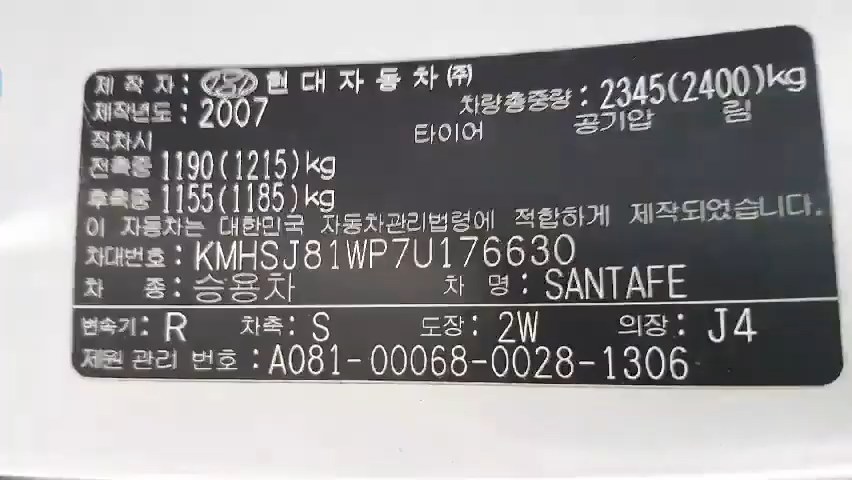 제 작 자 : 현 대 자 동 차 ㈜
제작년도 : 2007 차량총중량 : 2345(2400)kg
적차시 타이어 공기압 림
전축중 1190(1215)kg
후축중 1155(1185)kg
이 자동차는 대한민국 자동차관리법령에 적합하게 제작되었습니다.
차대번호 : KMHSJ81WP7U176630
차 종 : 승용차 차 명 : SANTAFE
변속기 : R 차축 : S 도장 : 2W 의장 : J4
제원 관리 번호 : A081-00068-0028-1306